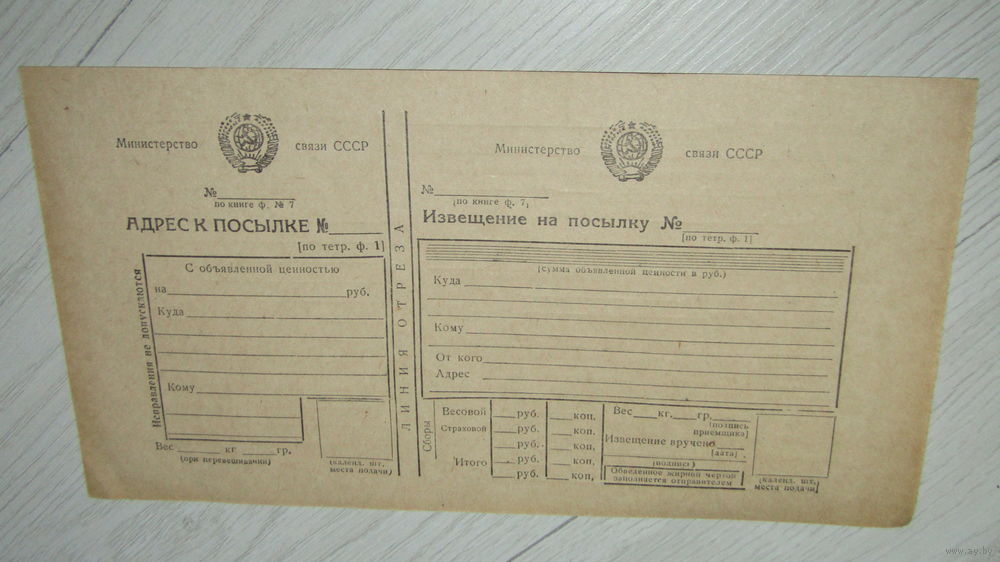 Министерство связи СССР
№
по книге ф. № 7
АДРЕС К ПОСЫЛКЕ №
[по тетр. ф. 1]
Исправления не допускаются
С объявленной ценностью
на руб.
Куда
Кому
Вес кг гр.
(при перевешивании)
(календ. шт.
места подачи)
ЛИНИЯ ОТРЕЗА
Министерство связи СССР
№
(по книге ф. 7)
Извещение на посылку №
[по тетр. ф. 1]
(сумма объявленной ценности в руб.)
Куда
Кому
От кого
Адрес
Сборы
Весовой руб. коп.
Страховой руб. коп.
руб. коп.
Итого руб. коп.
руб. коп.
Вес кг. гр.
(подпись
приемщика)
Извещение вручено
(дата)
(подпись)
Обведенное жирной чертой
заполняется отправителем
(календ. шт.
места подачи)
www.ay.by